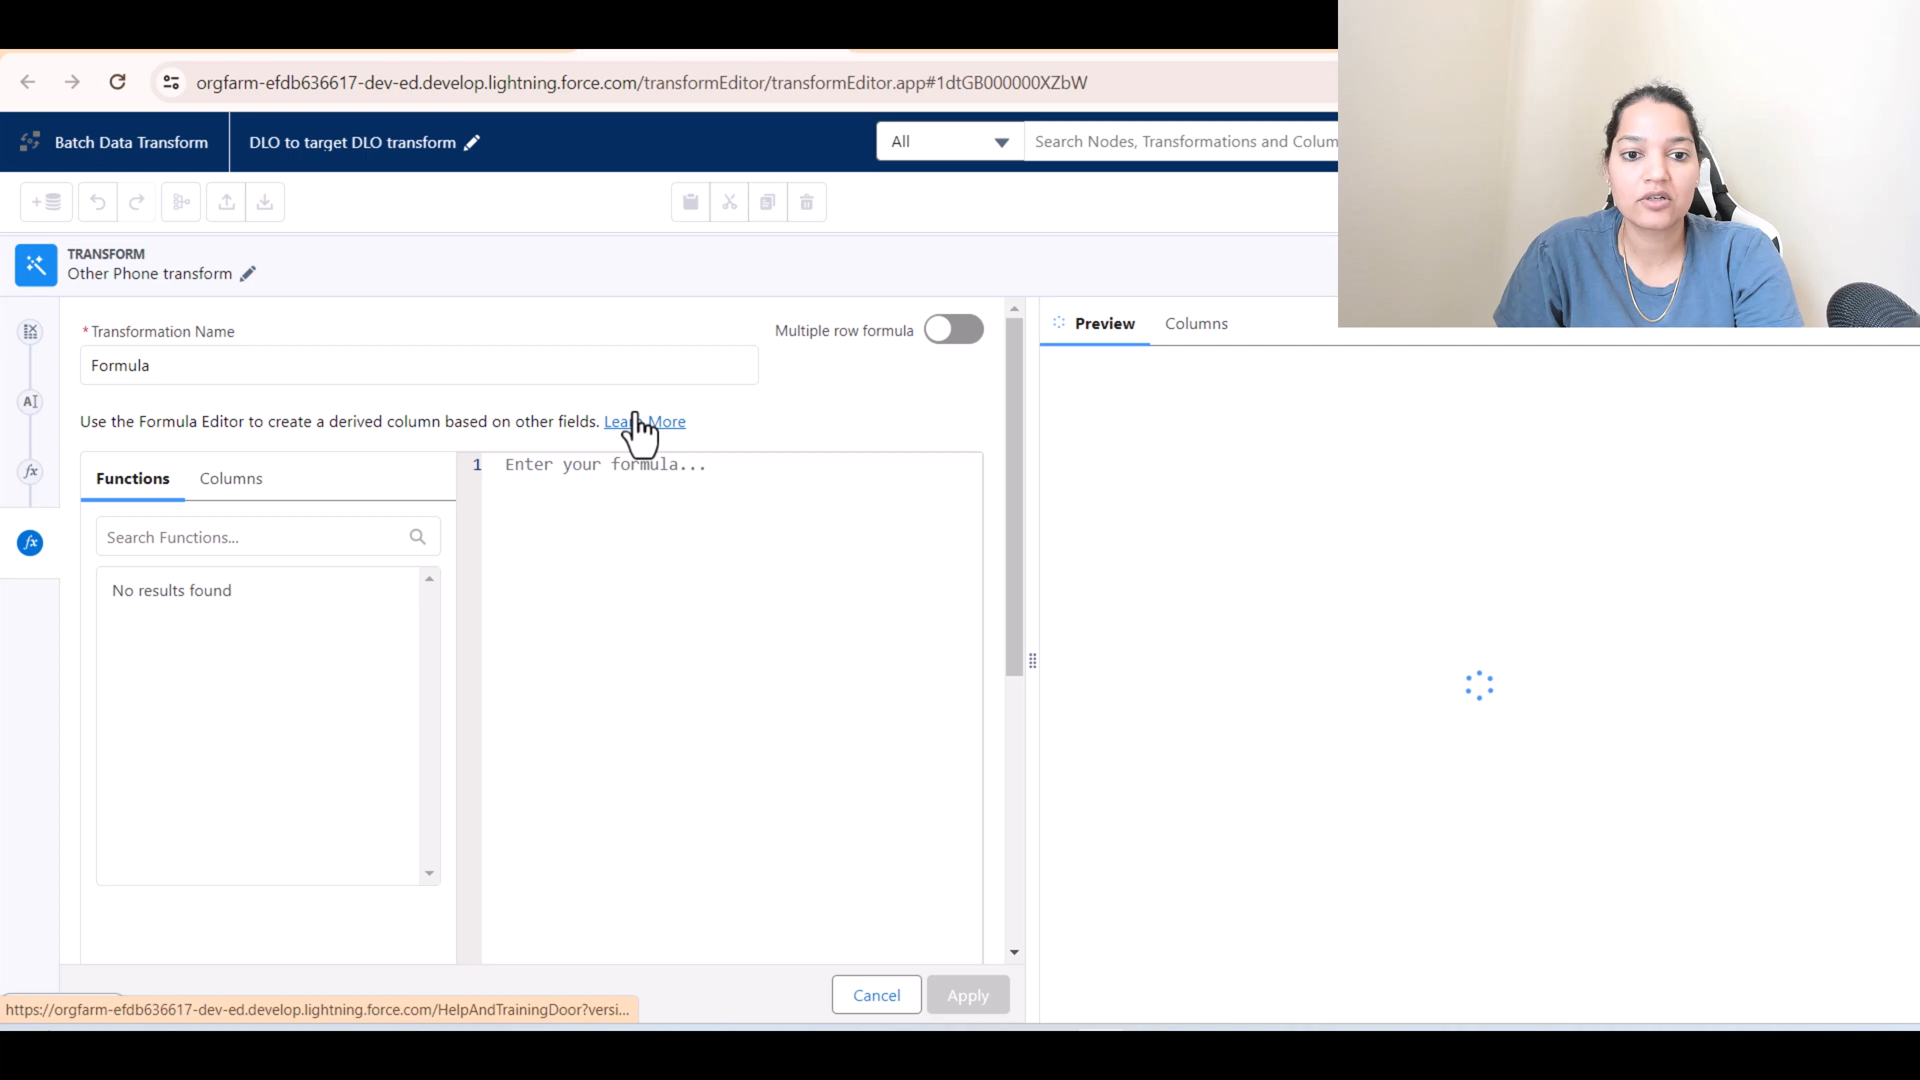 orgfarm-efdb636617-dev-ed.develop.lightning.force.com/transformEditor/transformEditor.app#1dtGB000000XZbW
Batch Data Transform
DLO to target DLO transform
All
Search Nodes, Transformations and Colum
TRANSFORM
Other Phone transform
* Transformation Name
Multiple row formula
Preview
Columns
Formula
Use the Formula Editor to create a derived column based on other fields. Learn More
Functions
Columns
1 Enter your formula...
Search Functions...
No results found
Cancel
Apply
https://orgfarm-efdb636617-dev-ed.develop.lightning.force.com/HelpAndTrainingDoor?versi...